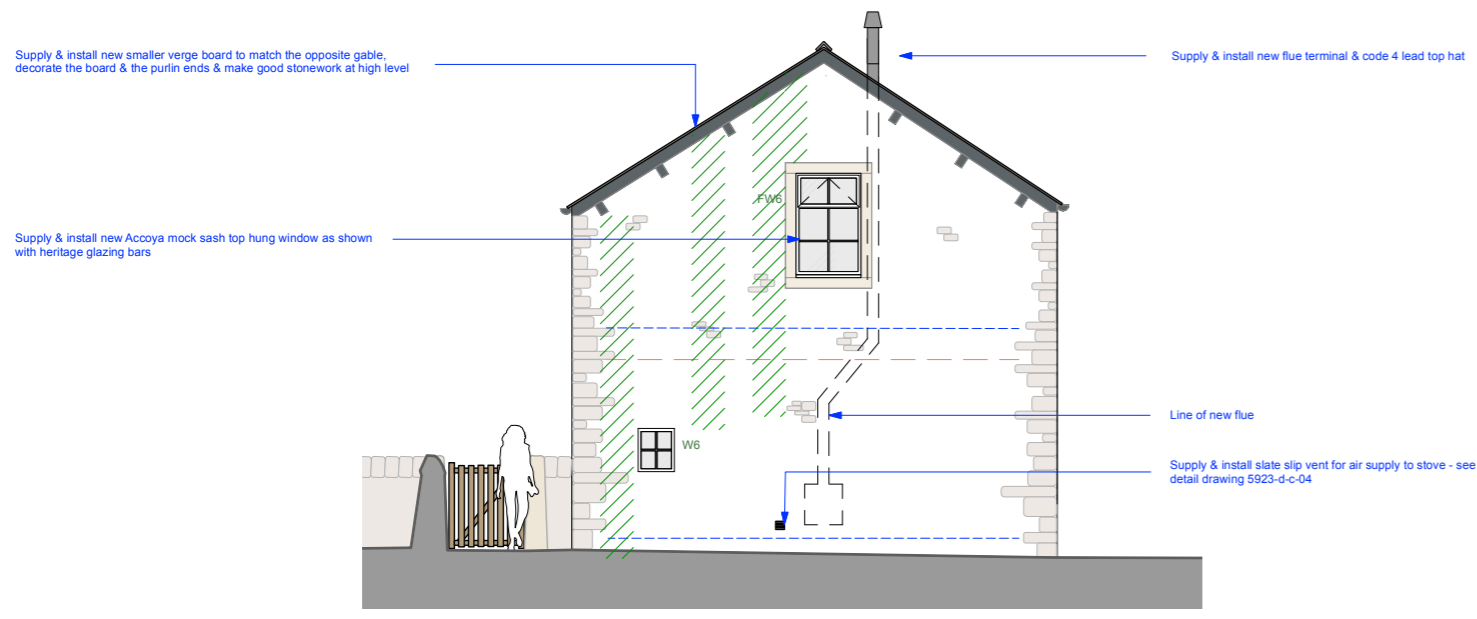 Supply & install new smaller verge board to match the opposite gable,
decorate the board & the purlin ends & make good stonework at high level
Supply & install new flue terminal & code 4 lead top hat
FW6
Supply & install new Accoya mock sash top hung window as shown
with heritage glazing bars
Line of new flue
W6
Supply & install slate slip vent for air supply to stove - see
detail drawing 5923-d-c-04